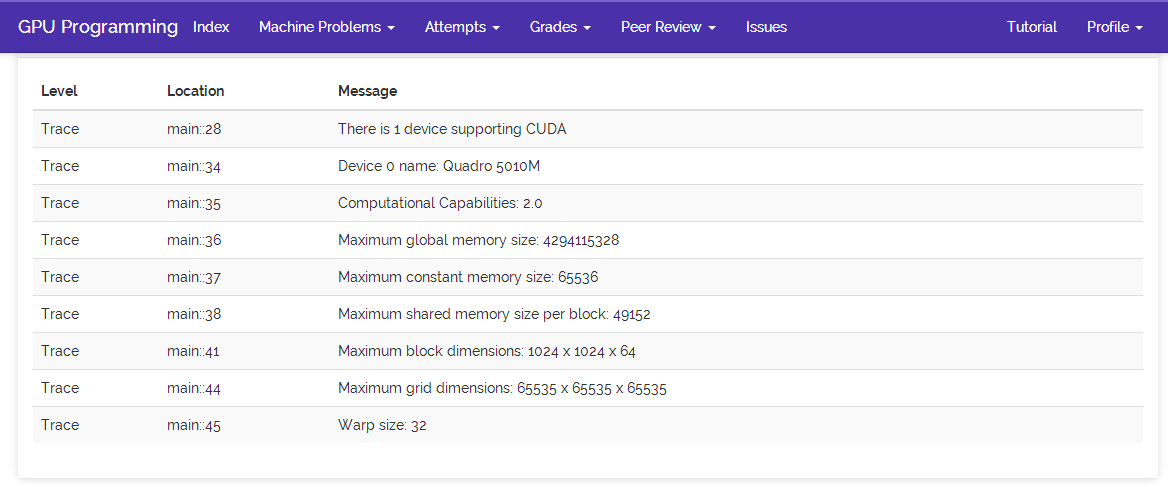 GPU Programming Index Machine Problems Attempts Grades Peer Review Issues Tutorial Profile
Level Location Message
Trace main::28 There is 1 device supporting CUDA
Trace main::34 Device 0 name: Quadro 5010M
Trace main::35 Computational Capabilities: 2.0
Trace main::36 Maximum global memory size: 4294115328
Trace main::37 Maximum constant memory size: 65536
Trace main::38 Maximum shared memory size per block: 49152
Trace main::41 Maximum block dimensions: 1024 x 1024 x 64
Trace main::44 Maximum grid dimensions: 65535 x 65535 x 65535
Trace main::45 Warp size: 32